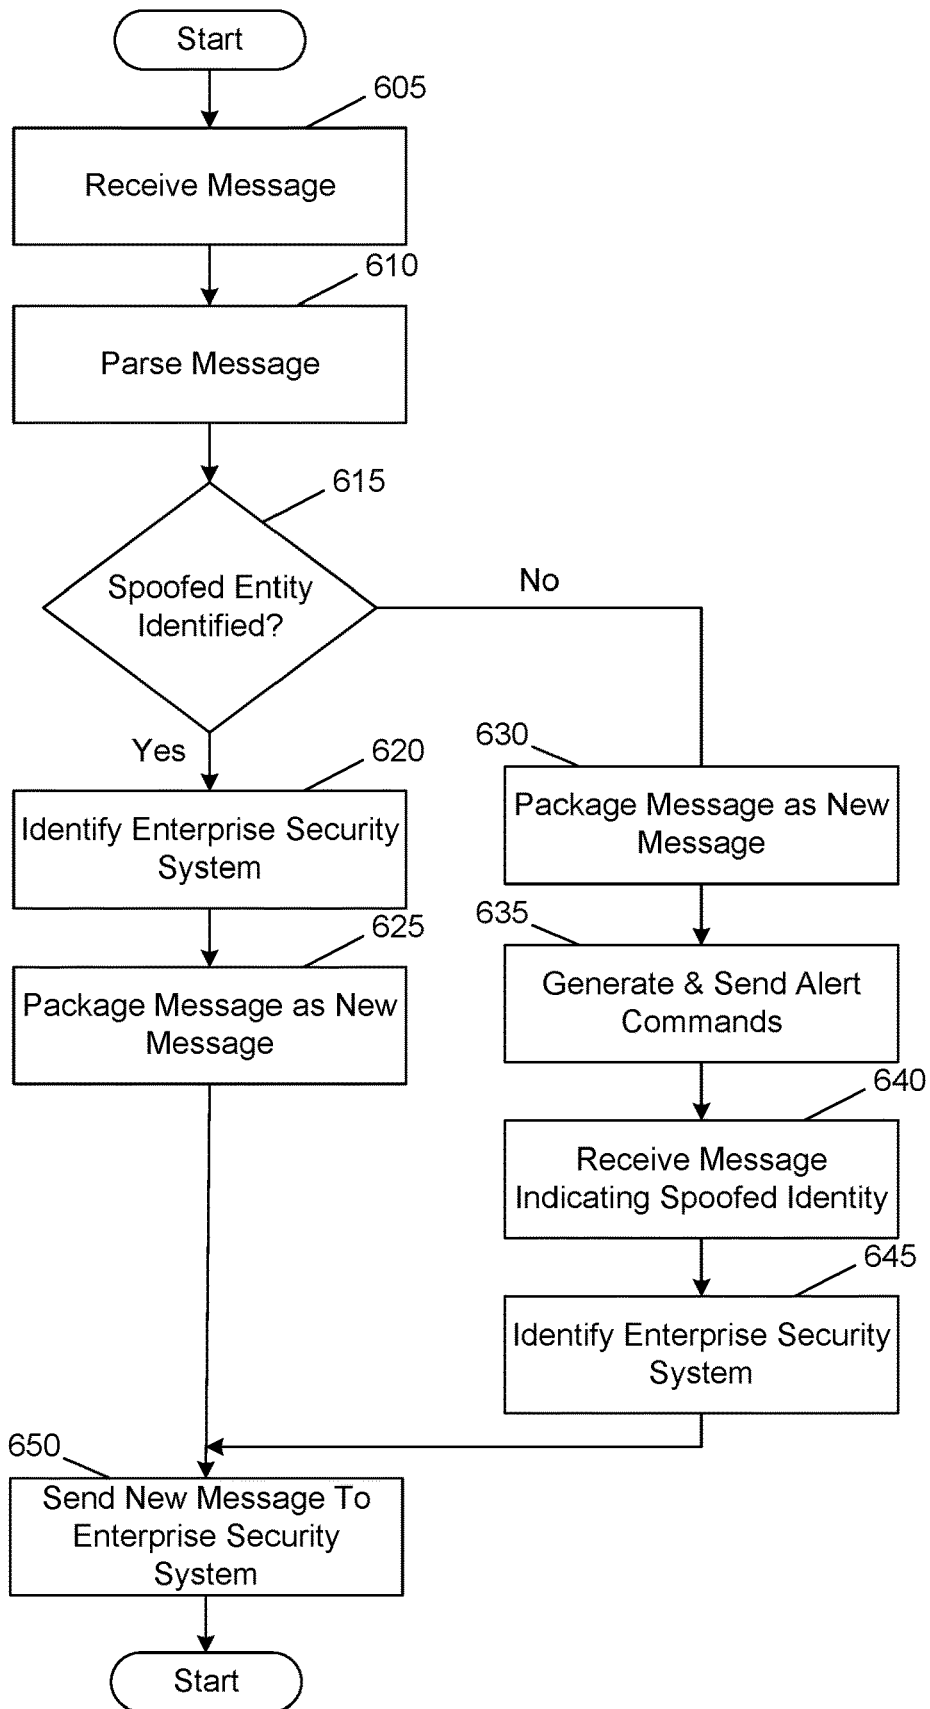 Start
605
Receive Message
610
Parse Message
615
Spoofed Entity
Identified?
No
Yes
620
Identify Enterprise Security
System
625
Package Message as New
Message
630
Package Message as New
Message
635
Generate & Send Alert
Commands
640
Receive Message
Indicating Spoofed Identity
645
Identify Enterprise Security
System
650
Send New Message To
Enterprise Security
System
Start